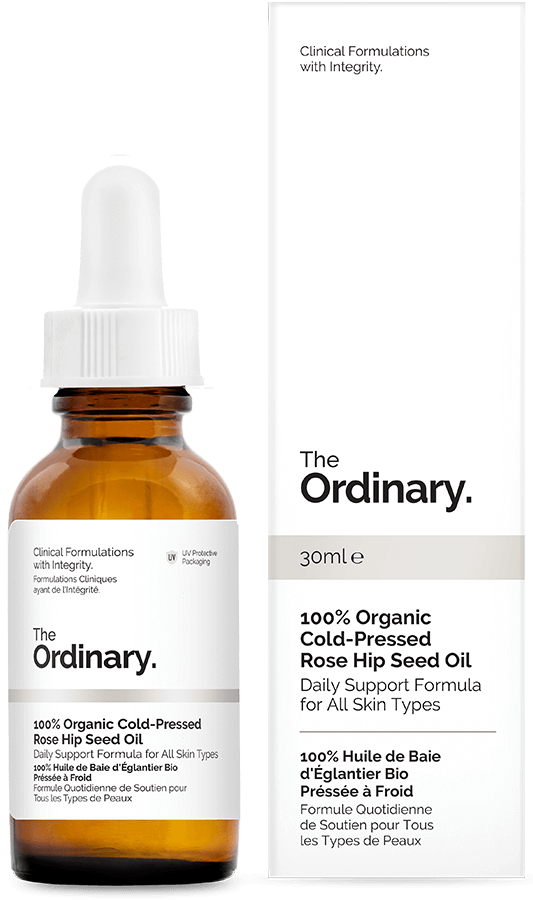 Clinical Formulations
with Integrity.
Formulations Cliniques
ayant de l'Intégrité.
UV
UV Protective
Packaging
The
Ordinary.
100% Organic Cold-Pressed
Rose Hip Seed Oil
Daily Support Formula for All Skin Types
100% Huile de Baie d'Églantier Bio
Préssée à Froid
Formule Quotidienne de Soutien pour
Tous les Types de Peaux
Clinical Formulations
with Integrity.
The
Ordinary.
30ml ℮
100% Organic
Cold-Pressed
Rose Hip Seed Oil
Daily Support Formula
for All Skin Types
100% Huile de Baie
d'Églantier Bio
Préssée à Froid
Formule Quotidienne
de Soutien pour Tous
les Types de Peaux